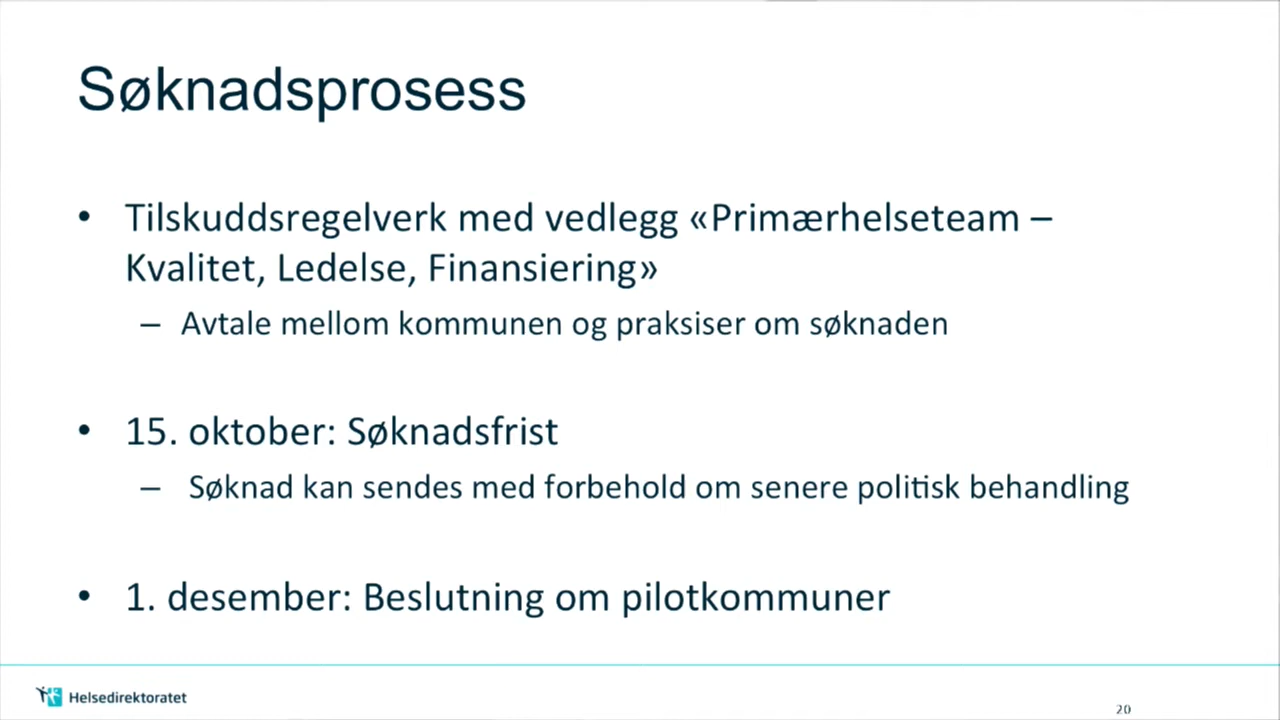 Søknadsprosess
• Tilskuddsregelverk med vedlegg «Primærhelseteam –
Kvalitet, Ledelse, Finansiering»
– Avtale mellom kommunen og praksiser om søknaden
• 15. oktober: Søknadsfrist
– Søknad kan sendes med forbehold om senere politisk behandling
• 1. desember: Beslutning om pilotkommuner
Helsedirektoratet
20